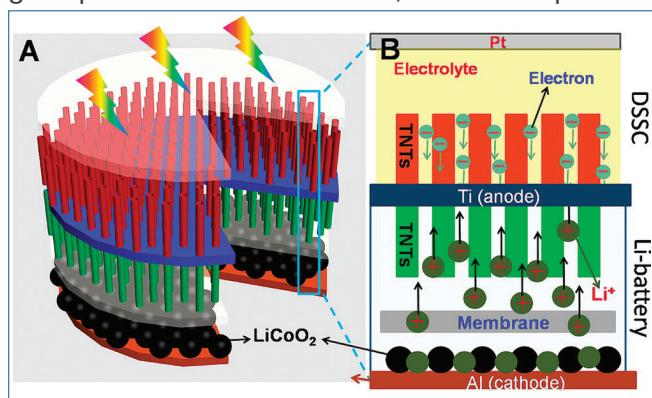 A
B
Pt
Electrolyte
Electron
TNTs
DSSC
Ti (anode)
TNTs
Li-battery
Li⁺
Membrane
LiCoO₂
Al (cathode)